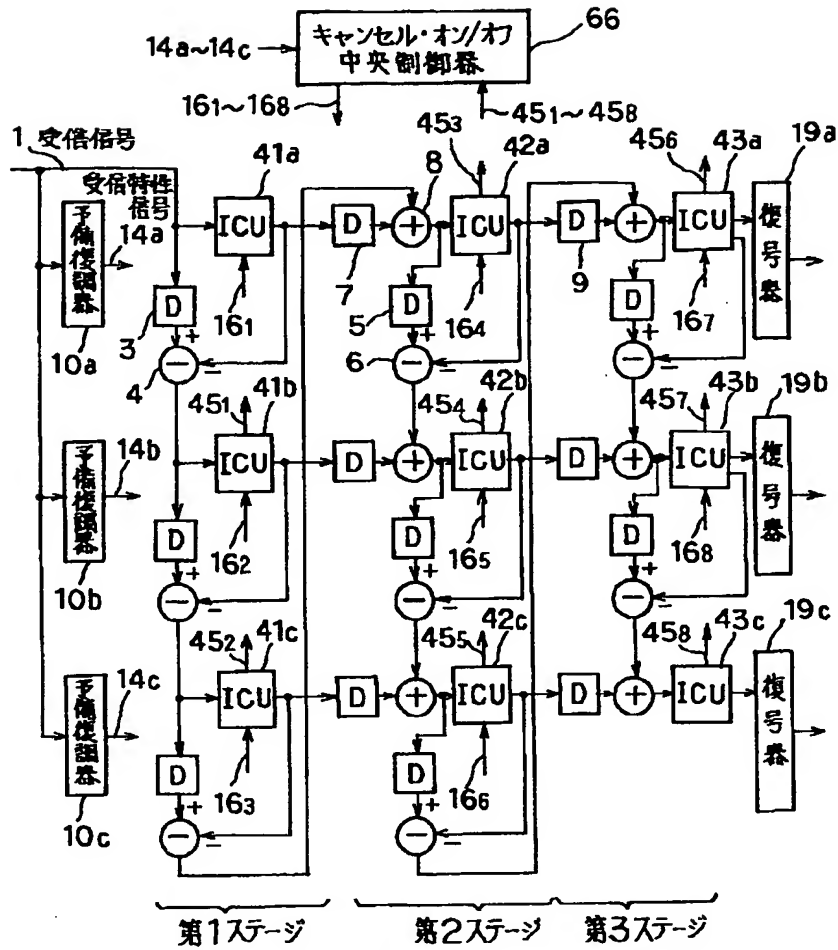 キャンセル・オン/オフ
中央制御器
66
14a~14c
161~168
451~458
1 受信信号
受信特性
信号
41a
ICU
161
予備復調器
14a
10a
D
3
+
4
−
−
453
42a
8
+
D
7
ICU
164
D
5
+
6
−
−
456
43a
19a
D
9
+
ICU
167
復号器
D
+
−
−
451
41b
ICU
162
予備復調器
14b
10b
D
+
−
−
454
42b
D
+
ICU
165
D
+
−
−
457
43b
19b
D
+
ICU
168
復号器
D
+
−
−
452
41c
ICU
163
予備復調器
14c
10c
D
+
−
−
455
42c
D
+
ICU
166
D
+
−
−
458
43c
19c
D
+
ICU
復号器
第1ステージ
第2ステージ
第3ステージ